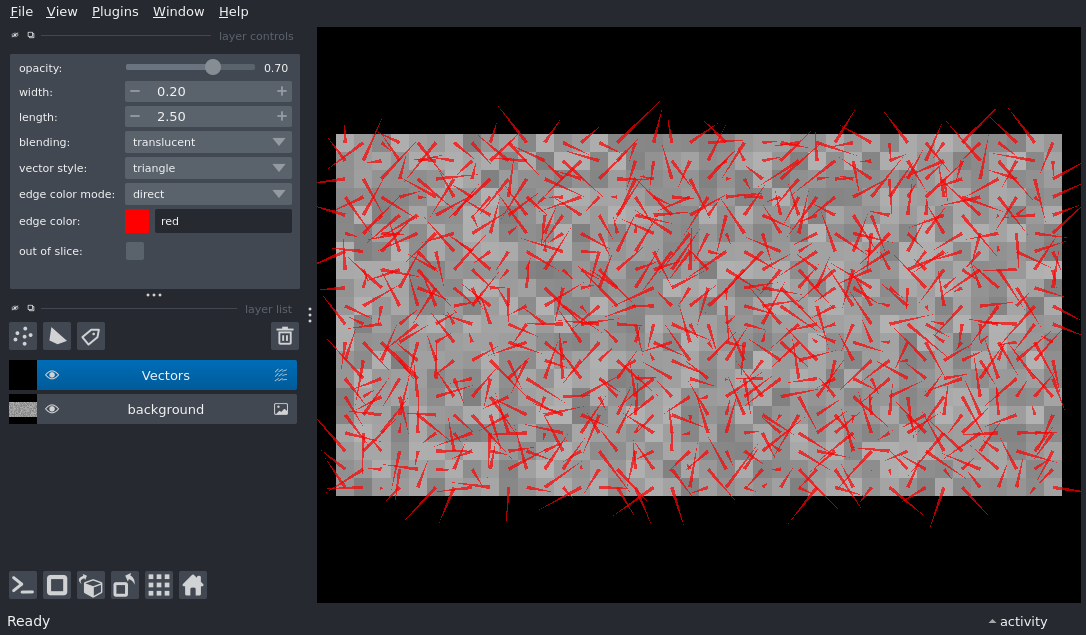 File View Plugins Window Help
layer controls
opacity: 0.70
width: − 0.20 +
length: − 2.50 +
blending: translucent
vector style: triangle
edge color mode: direct
edge color: red
out of slice:
layer list
Vectors
background
Ready
activity